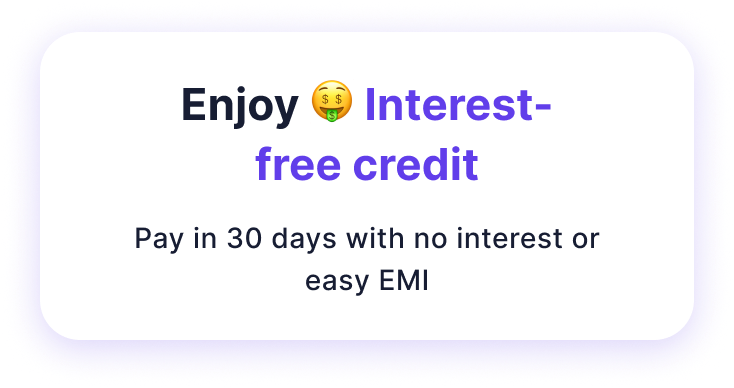 Enjoy 🤑 Interest-
free credit
Pay in 30 days with no interest or
easy EMI